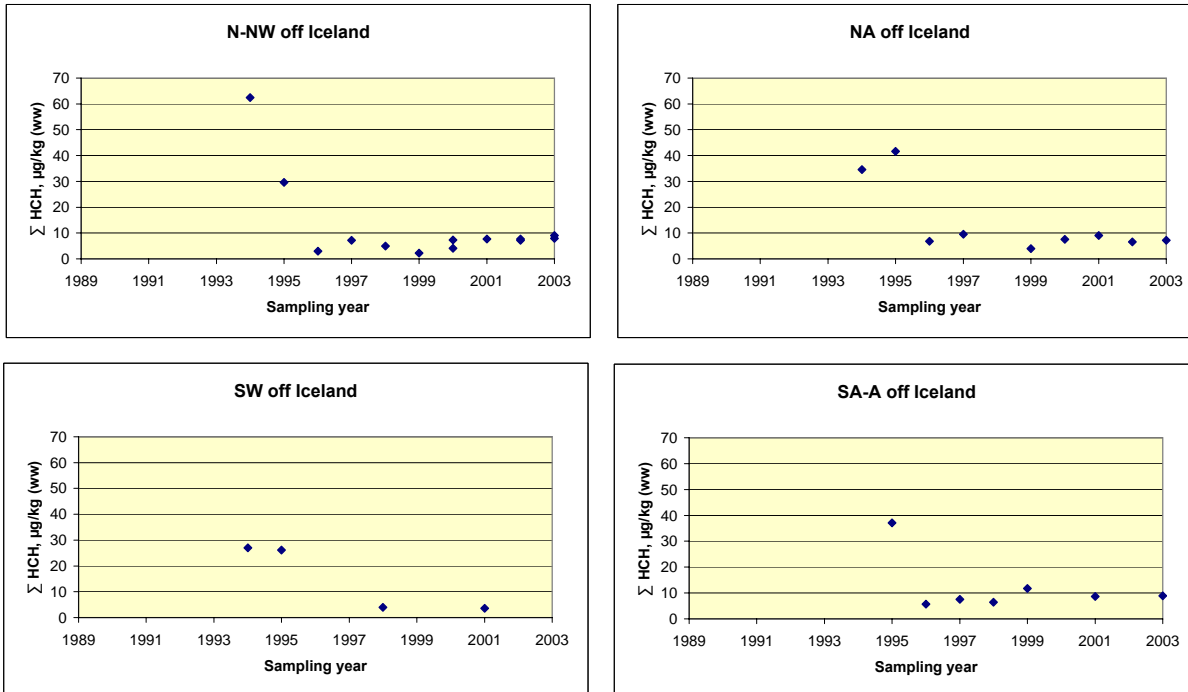 N-NW off Iceland
∑ HCH, µg/kg (ww)
70
60
50
40
30
20
10
0
1989 1991 1993 1995 1997 1999 2001 2003
Sampling year
NA off Iceland
∑ HCH, µg/kg (ww)
70
60
50
40
30
20
10
0
1989 1991 1993 1995 1997 1999 2001 2003
Sampling year
SW off Iceland
∑ HCH, µg/kg (ww)
70
60
50
40
30
20
10
0
1989 1991 1993 1995 1997 1999 2001 2003
Sampling year
SA-A off Iceland
∑ HCH, µg/kg (ww)
70
60
50
40
30
20
10
0
1989 1991 1993 1995 1997 1999 2001 2003
Sampling year